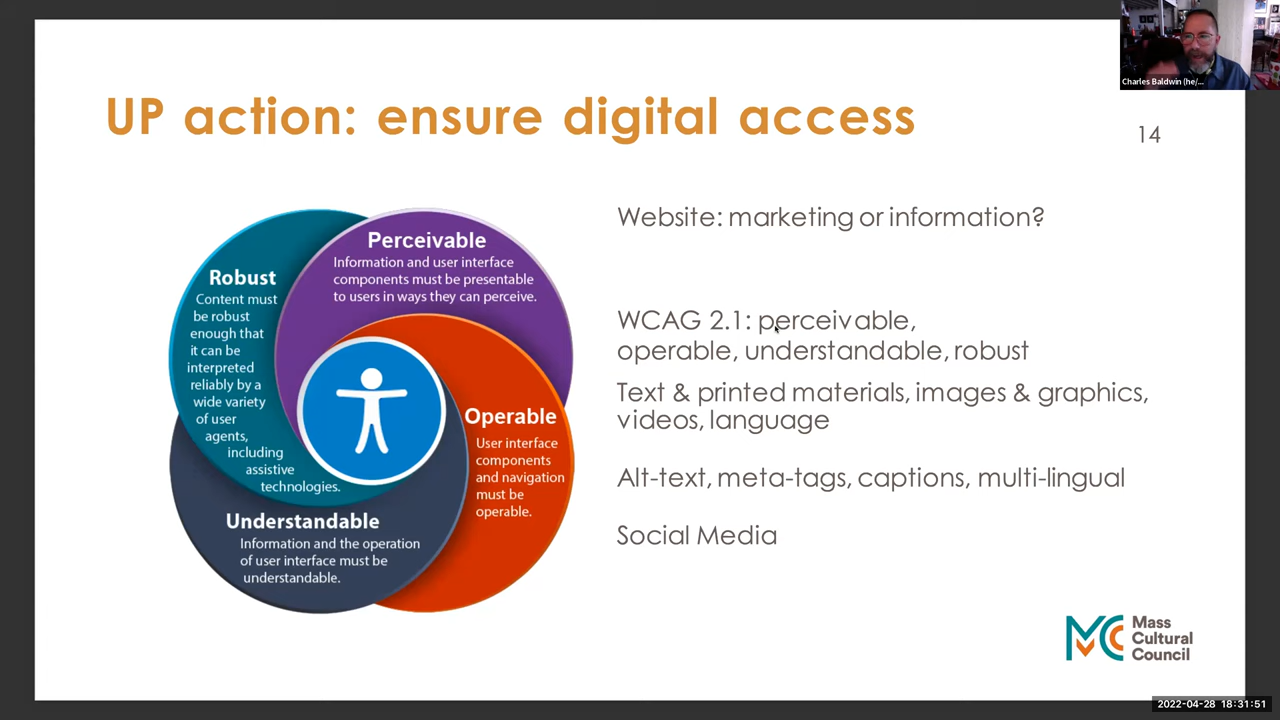 Charles Baldwin (he/...
UP action: ensure digital access
14
Website: marketing or information?
WCAG 2.1: perceivable,
operable, understandable, robust
Text & printed materials, images & graphics,
videos, language
Alt-text, meta-tags, captions, multi-lingual
Social Media
Perceivable
Information and user interface
components must be presentable
to users in ways they can perceive.
Robust
Content must
be robust
enough that
it can be
interpreted
reliably by a
wide variety
of user
agents,
including
assistive
technologies.
Operable
User interface
components
and navigation
must be
operable.
Understandable
Information and the operation
of user interface must be
understandable.
MCC
Mass
Cultural
Council
2022-04-28 18:31:51